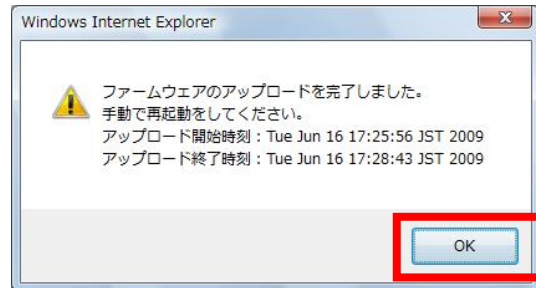 Windows Internet Explorer
ファームウェアのアップロードを完了しました。
手動で再起動をしてください。
アップロード開始時刻 : Tue Jun 16 17:25:56 JST 2009
アップロード終了時刻 : Tue Jun 16 17:28:43 JST 2009
OK